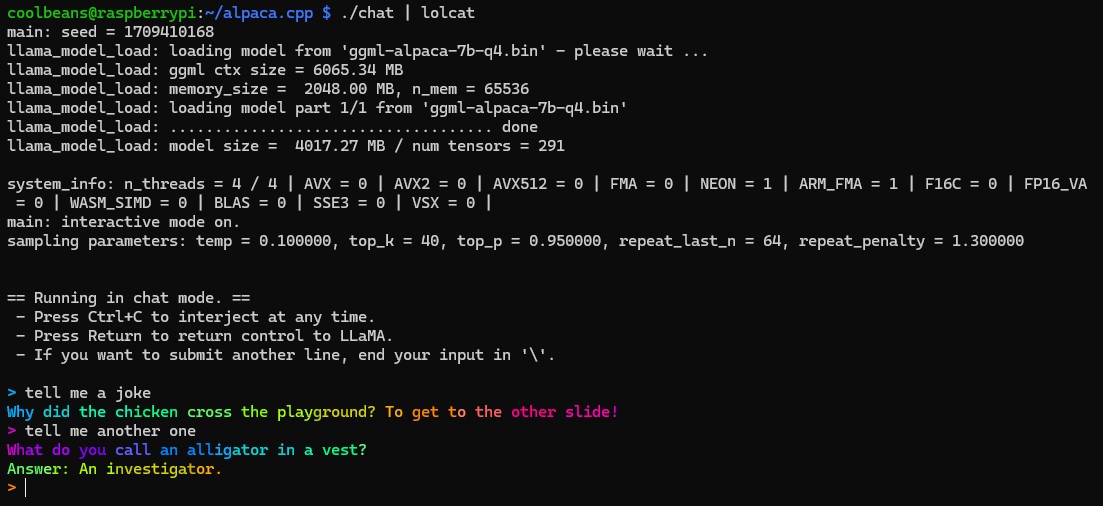 coolbeans@raspberrypi:~/alpaca.cpp $ ./chat | lolcat
main: seed = 1709410168
llama_model_load: loading model from 'ggml-alpaca-7b-q4.bin' - please wait ...
llama_model_load: ggml ctx size = 6065.34 MB
llama_model_load: memory_size =  2048.00 MB, n_mem = 65536
llama_model_load: loading model part 1/1 from 'ggml-alpaca-7b-q4.bin'
llama_model_load: .................................... done
llama_model_load: model size =  4017.27 MB / num tensors = 291
system_info: n_threads = 4 / 4 | AVX = 0 | AVX2 = 0 | AVX512 = 0 | FMA = 0 | NEON = 1 | ARM_FMA = 1 | F16C = 0 | FP16_VA
 = 0 | WASM_SIMD = 0 | BLAS = 0 | SSE3 = 0 | VSX = 0 |
main: interactive mode on.
sampling parameters: temp = 0.100000, top_k = 40, top_p = 0.950000, repeat_last_n = 64, repeat_penalty = 1.300000
== Running in chat mode. ==
 - Press Ctrl+C to interject at any time.
 - Press Return to return control to LLaMA.
 - If you want to submit another line, end your input in '\'.
> tell me a joke
Why did the chicken cross the playground? To get to the other slide!
> tell me another one
What do you call an alligator in a vest?
Answer: An investigator.
>